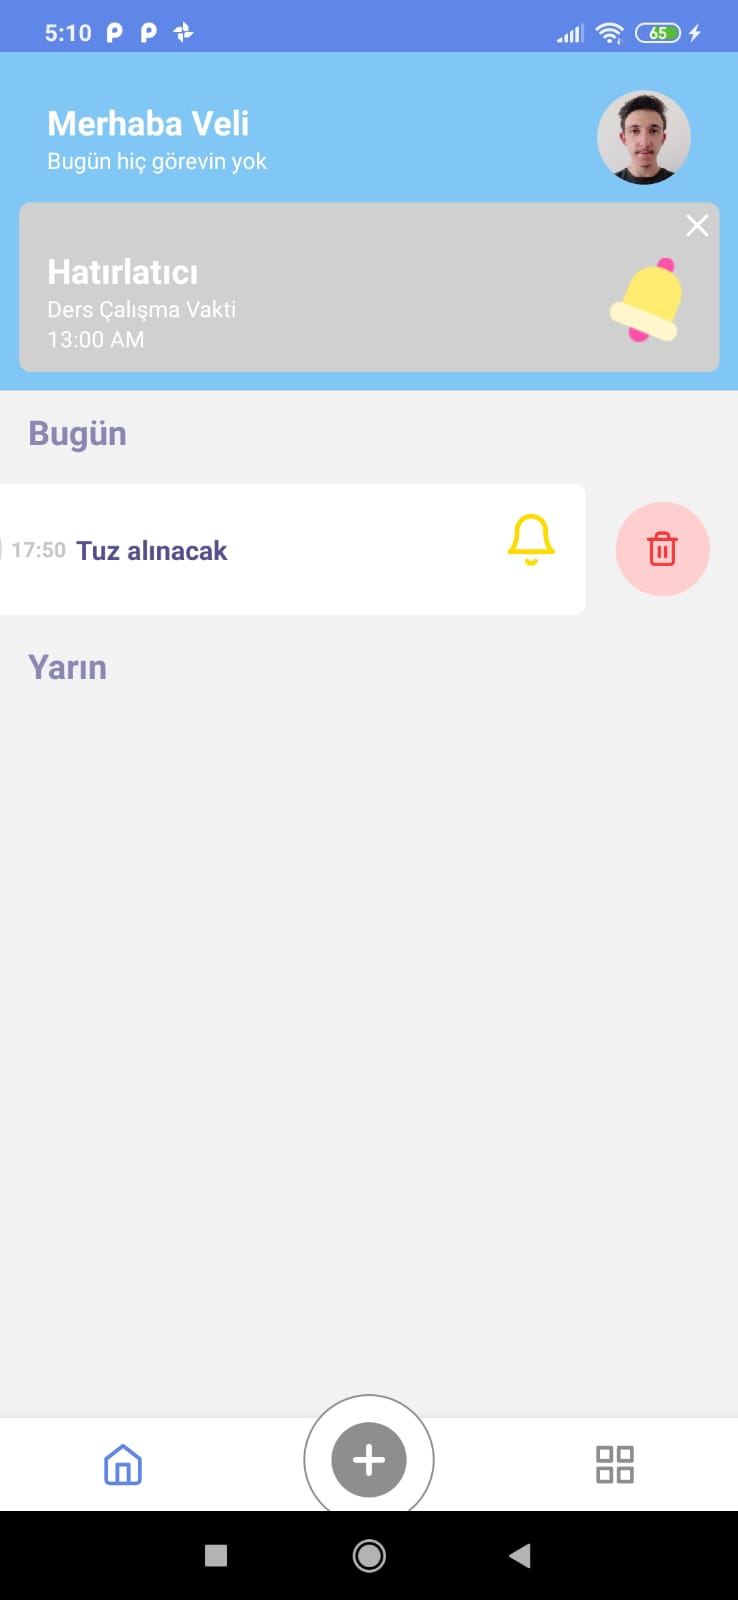 5:10
65
Merhaba Veli
Bugün hiç görevin yok
Hatırlatıcı
Ders Çalışma Vakti
13:00 AM
Bugün
17:50 Tuz alınacak
Yarın